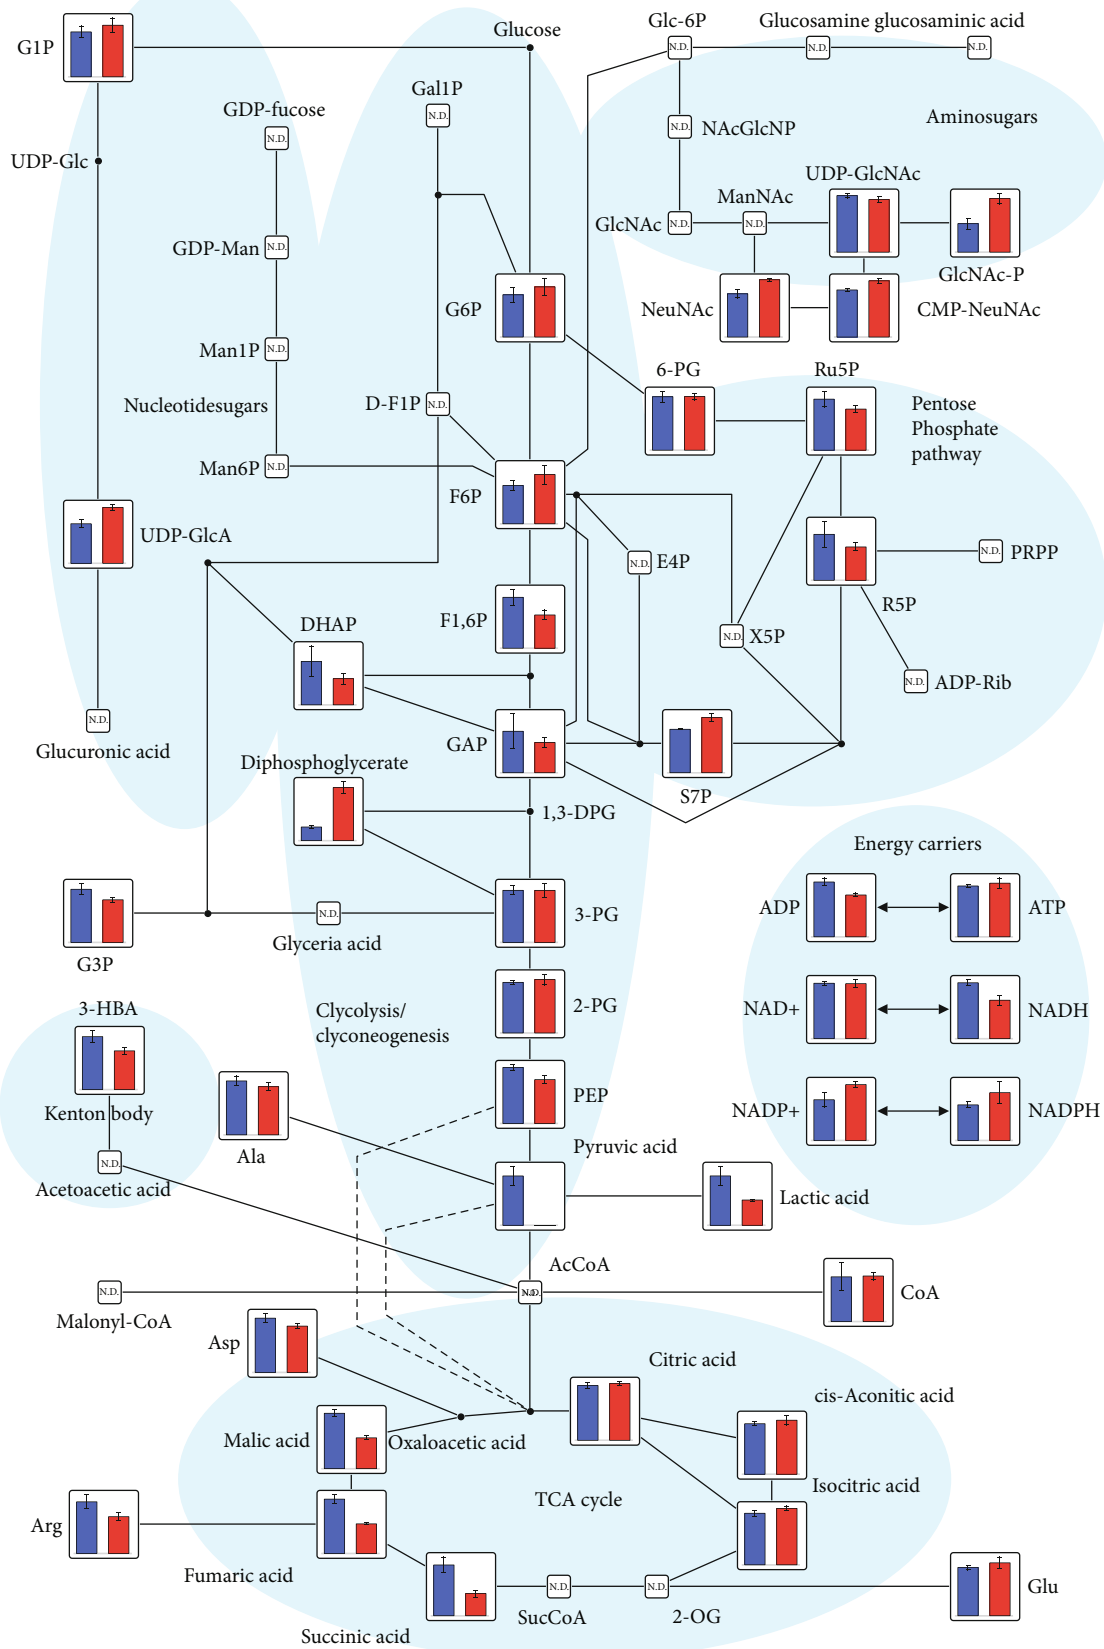 Glc-6P
Glucosamine glucosaminic acid
G1P
Glucose
N.D.
N.D.
N.D.
Gal1P
GDP-fucose
N.D.
Aminosugars
N.D.
N.D.
NAcGlcNP
UDP-Glc
UDP-GlcNAc
ManNAc
GlcNAc
N.D.
N.D.
GDP-Man
N.D.
GlcNAc-P
G6P
NeuNAc
CMP-NeuNAc
Man1P
N.D.
6-PG
Ru5P
Nucleotidesugars
D-F1P
N.D.
Pentose
Phosphate
pathway
Man6P
N.D.
F6P
UDP-GlcA
N.D.
E4P
N.D.
PRPP
R5P
DHAP
F1,6P
N.D.
X5P
N.D.
ADP-Rib
N.D.
Glucuronic acid
GAP
Diphosphoglycerate
S7P
1,3-DPG
Energy carriers
ADP
ATP
N.D.
3-PG
Glyceria acid
G3P
3-HBA
Clycolysis/
clyconeogenesis
2-PG
NAD+
NADH
PEP
Kenton body
NADP+
NADPH
Ala
Pyruvic acid
N.D.
Acetoacetic acid
Lactic acid
AcCoA
N.D.
N.D.
CoA
Malonyl-CoA
Asp
Citric acid
cis-Aconitic acid
Malic acid
Oxaloacetic acid
Isocitric acid
TCA cycle
Arg
Fumaric acid
N.D.
N.D.
Glu
SucCoA
2-OG
Succinic acid